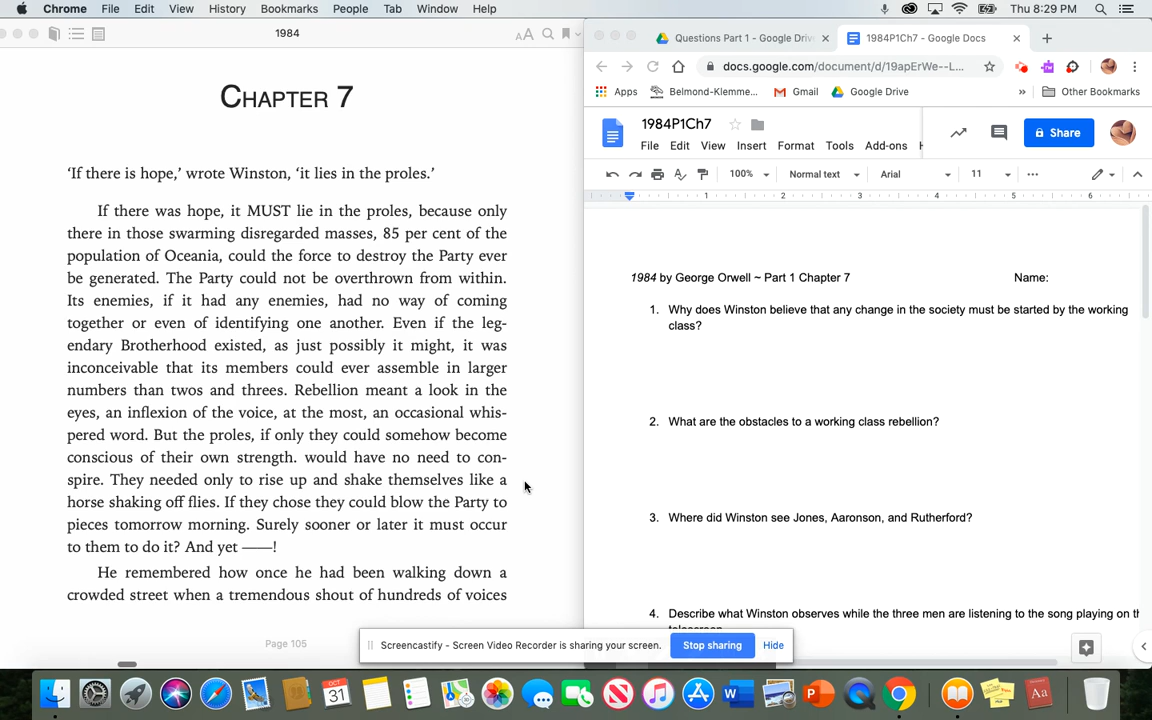 Chrome File Edit View History Bookmarks People Tab Window Help Thu 8:29 PM
1984
AA
CHAPTER 7
'If there is hope,' wrote Winston, 'it lies in the proles.'
If there was hope, it MUST lie in the proles, because only
there in those swarming disregarded masses, 85 per cent of the
population of Oceania, could the force to destroy the Party ever
be generated. The Party could not be overthrown from within.
Its enemies, if it had any enemies, had no way of coming
together or even of identifying one another. Even if the leg-
endary Brotherhood existed, as just possibly it might, it was
inconceivable that its members could ever assemble in larger
numbers than twos and threes. Rebellion meant a look in the
eyes, an inflexion of the voice, at the most, an occasional whis-
pered word. But the proles, if only they could somehow become
conscious of their own strength. would have no need to con-
spire. They needed only to rise up and shake themselves like a
horse shaking off flies. If they chose they could blow the Party to
pieces tomorrow morning. Surely sooner or later it must occur
to them to do it? And yet ——!
He remembered how once he had been walking down a
crowded street when a tremendous shout of hundreds of voices
Page 105
Questions Part 1 - Google Driv
1984P1Ch7 - Google Docs
docs.google.com/document/d/19apErWe--L...
Apps Belmond-Klemme... Gmail Google Drive » Other Bookmarks
1984P1Ch7
File Edit View Insert Format Tools Add-ons
Share
100% Normal text Arial 11
1 2 3 4 5 6
1984 by George Orwell ~ Part 1 Chapter 7 Name:
1. Why does Winston believe that any change in the society must be started by the working
class?
2. What are the obstacles to a working class rebellion?
3. Where did Winston see Jones, Aaronson, and Rutherford?
4. Describe what Winston observes while the three men are listening to the song playing on th
Screencastify - Screen Video Recorder is sharing your screen. Stop sharing Hide
OCT
31
W
P
Aa